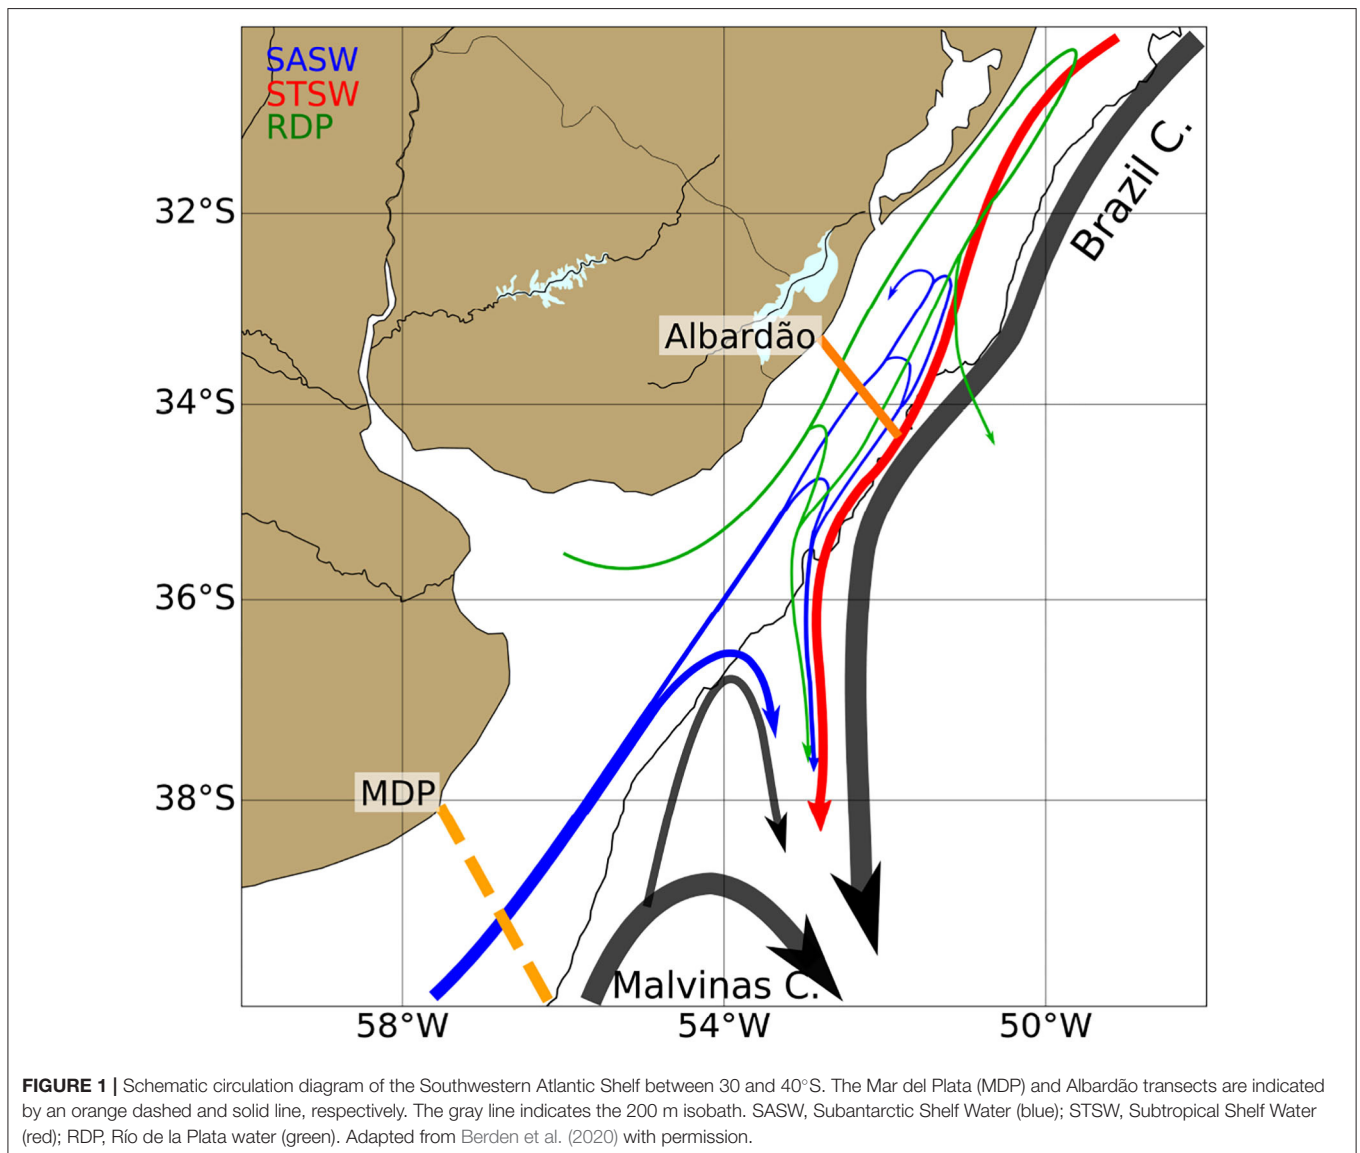 SASW
STSW
RDP
Brazil C.
32°S
Albardão
34°S
36°S
MDP
38°S
Malvinas C.
58°W 54°W 50°W
FIGURE 1 | Schematic circulation diagram of the Southwestern Atlantic Shelf between 30 and 40°S. The Mar del Plata (MDP) and Albardão transects are indicated
by an orange dashed and solid line, respectively. The gray line indicates the 200 m isobath. SASW, Subantarctic Shelf Water (blue); STSW, Subtropical Shelf Water
(red); RDP, Río de la Plata water (green). Adapted from Berden et al. (2020) with permission.